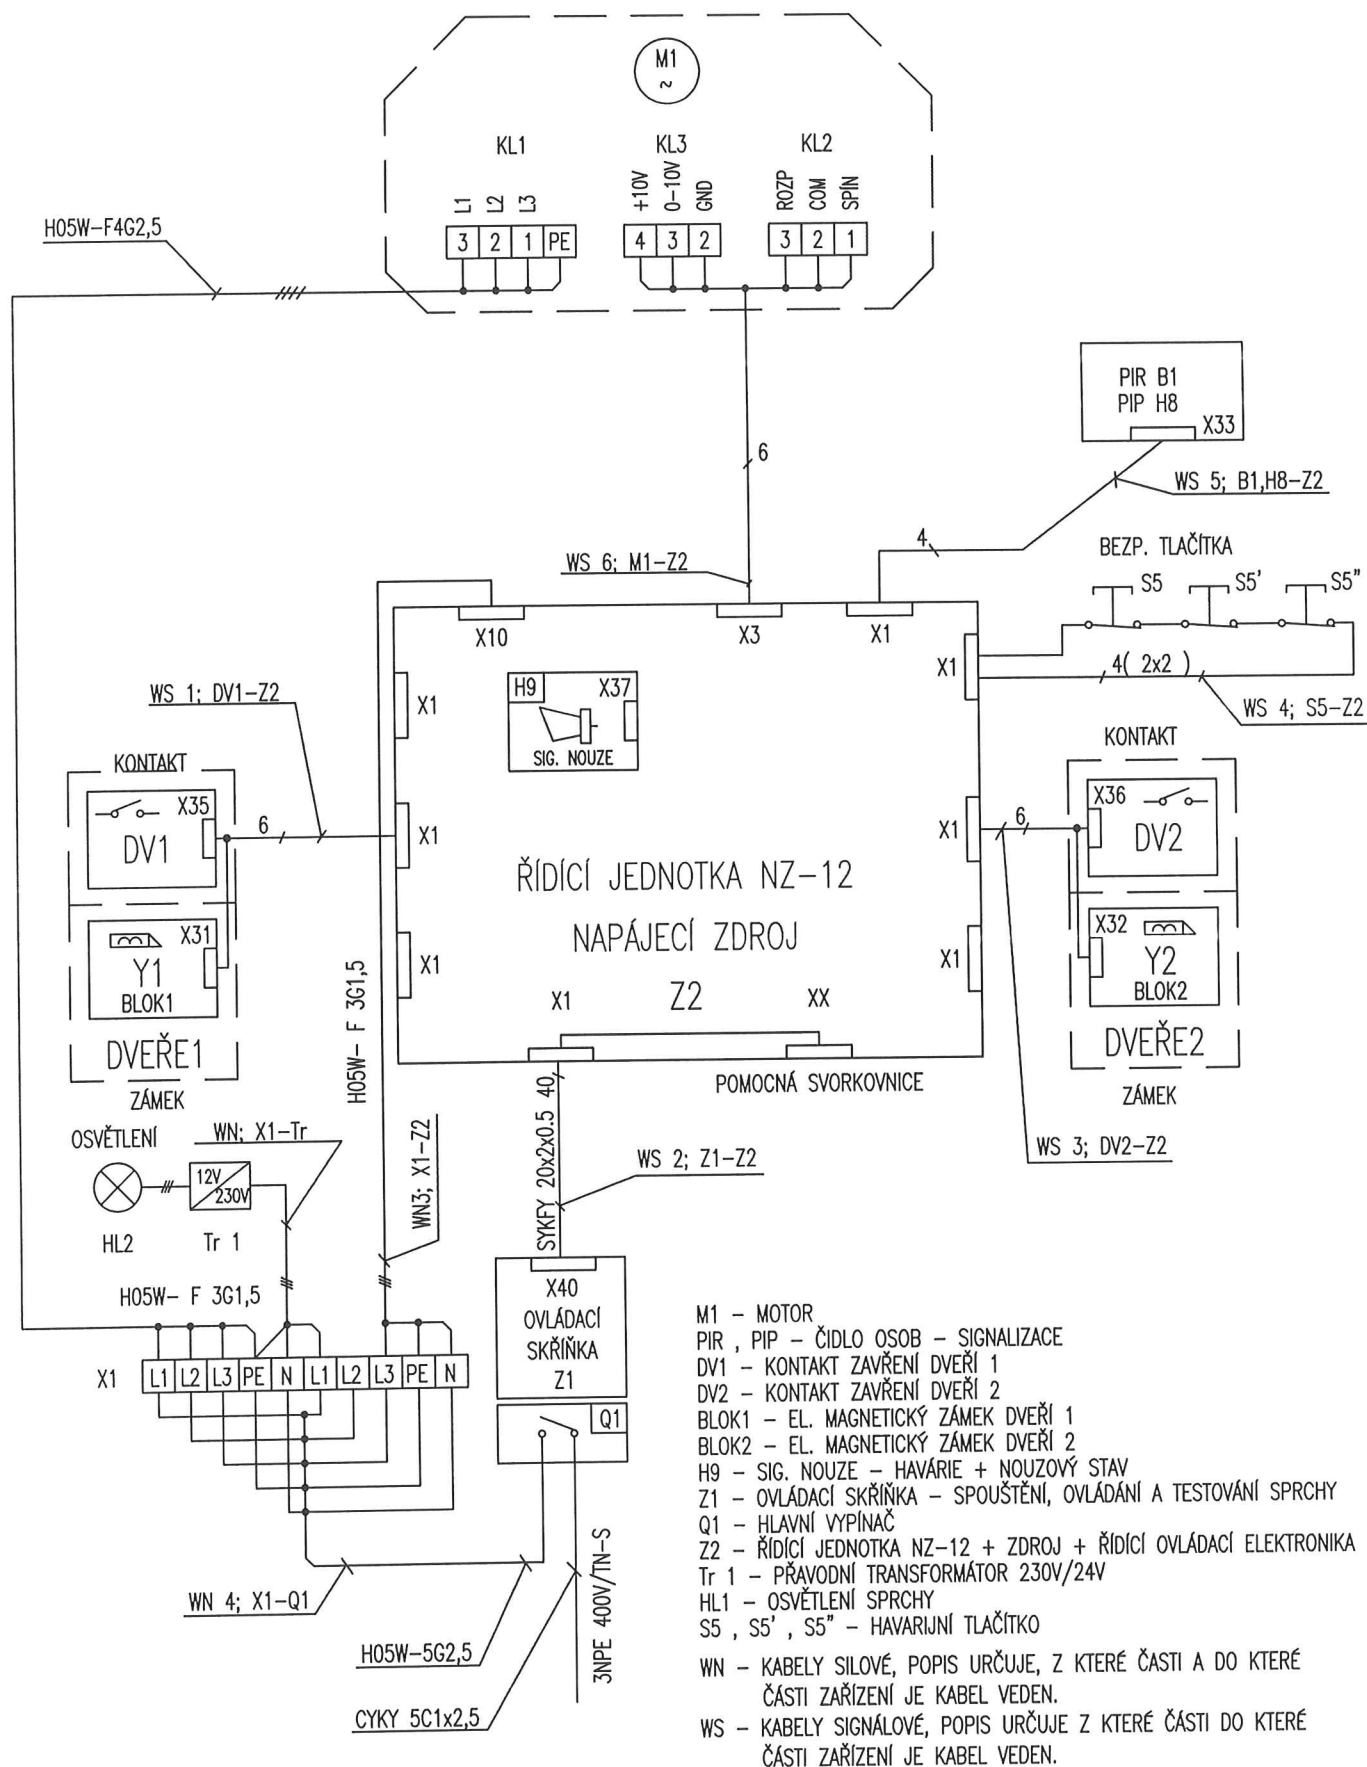 M1
~
KL1
KL3
KL2
L1
L2
L3
+10V
0-10V
GND
ROZP
COM
SPÍN
3
2
1
PE
4
3
2
3
2
1
H05W-F4G2,5
PIR B1
PIP H8
X33
6
WS 5; B1,H8-Z2
4
WS 6; M1-Z2
BEZP. TLAČÍTKA
S5
S5'
S5"
X10
X3
X1
X1
4( 2x2 )
WS 4; S5-Z2
WS 1; DV1-Z2
X1
H9
X37
SIG. NOUZE
KONTAKT
X35
DV1
6
X1
KONTAKT
X36
DV2
6
X1
ŘÍDÍCÍ JEDNOTKA NZ-12
NAPÁJECÍ ZDROJ
Z2
X31
Y1
BLOK1
DVEŘE1
ZÁMEK
X1
X1
X32
Y2
BLOK2
DVEŘE2
ZÁMEK
X1
XX
H05W- F 3G1,5
POMOCNÁ SVORKOVNICE
40
SYKFY 20x2x0.5
WS 2; Z1-Z2
WS 3; DV2-Z2
WN3; X1-Z2
OSVĚTLENÍ
WN; X1-Tr
12V
230V
HL2
Tr 1
H05W- F 3G1,5
X40
OVLÁDACÍ
SKŘÍŇKA
Z1
Q1
X1
L1
L2
L3
PE
N
L1
L2
L3
PE
N
WN 4; X1-Q1
H05W-5G2,5
CYKY 5C1x2,5
3NPE 400V/TN-S
M1 - MOTOR
PIR , PIP - ČIDLO OSOB - SIGNALIZACE
DV1 - KONTAKT ZAVŘENÍ DVEŘÍ 1
DV2 - KONTAKT ZAVŘENÍ DVEŘÍ 2
BLOK1 - EL. MAGNETICKÝ ZÁMEK DVEŘÍ 1
BLOK2 - EL. MAGNETICKÝ ZÁMEK DVEŘÍ 2
H9 - SIG. NOUZE - HAVÁRIE + NOUZOVÝ STAV
Z1 - OVLÁDACÍ SKŘÍŇKA - SPOUŠTĚNÍ, OVLÁDÁNÍ A TESTOVÁNÍ SPRCHY
Q1 - HLAVNÍ VYPÍNAČ
Z2 - ŘÍDÍCÍ JEDNOTKA NZ-12 + ZDROJ + ŘÍDÍCÍ OVLÁDACÍ ELEKTRONIKA
Tr 1 - PŘAVODNÍ TRANSFORMÁTOR 230V/24V
HL1 - OSVĚTLENÍ SPRCHY
S5 , S5' , S5" - HAVARIJNÍ TLAČÍTKO
WN - KABELY SILOVÉ, POPIS URČUJE, Z KTERÉ ČASTI A DO KTERÉ
ČÁSTI ZAŘÍZENÍ JE KABEL VEDEN.
WS - KABELY SIGNÁLOVÉ, POPIS URČUJE Z KTERÉ ČÁSTI DO KTERÉ
ČÁSTI ZAŘÍZENÍ JE KABEL VEDEN.